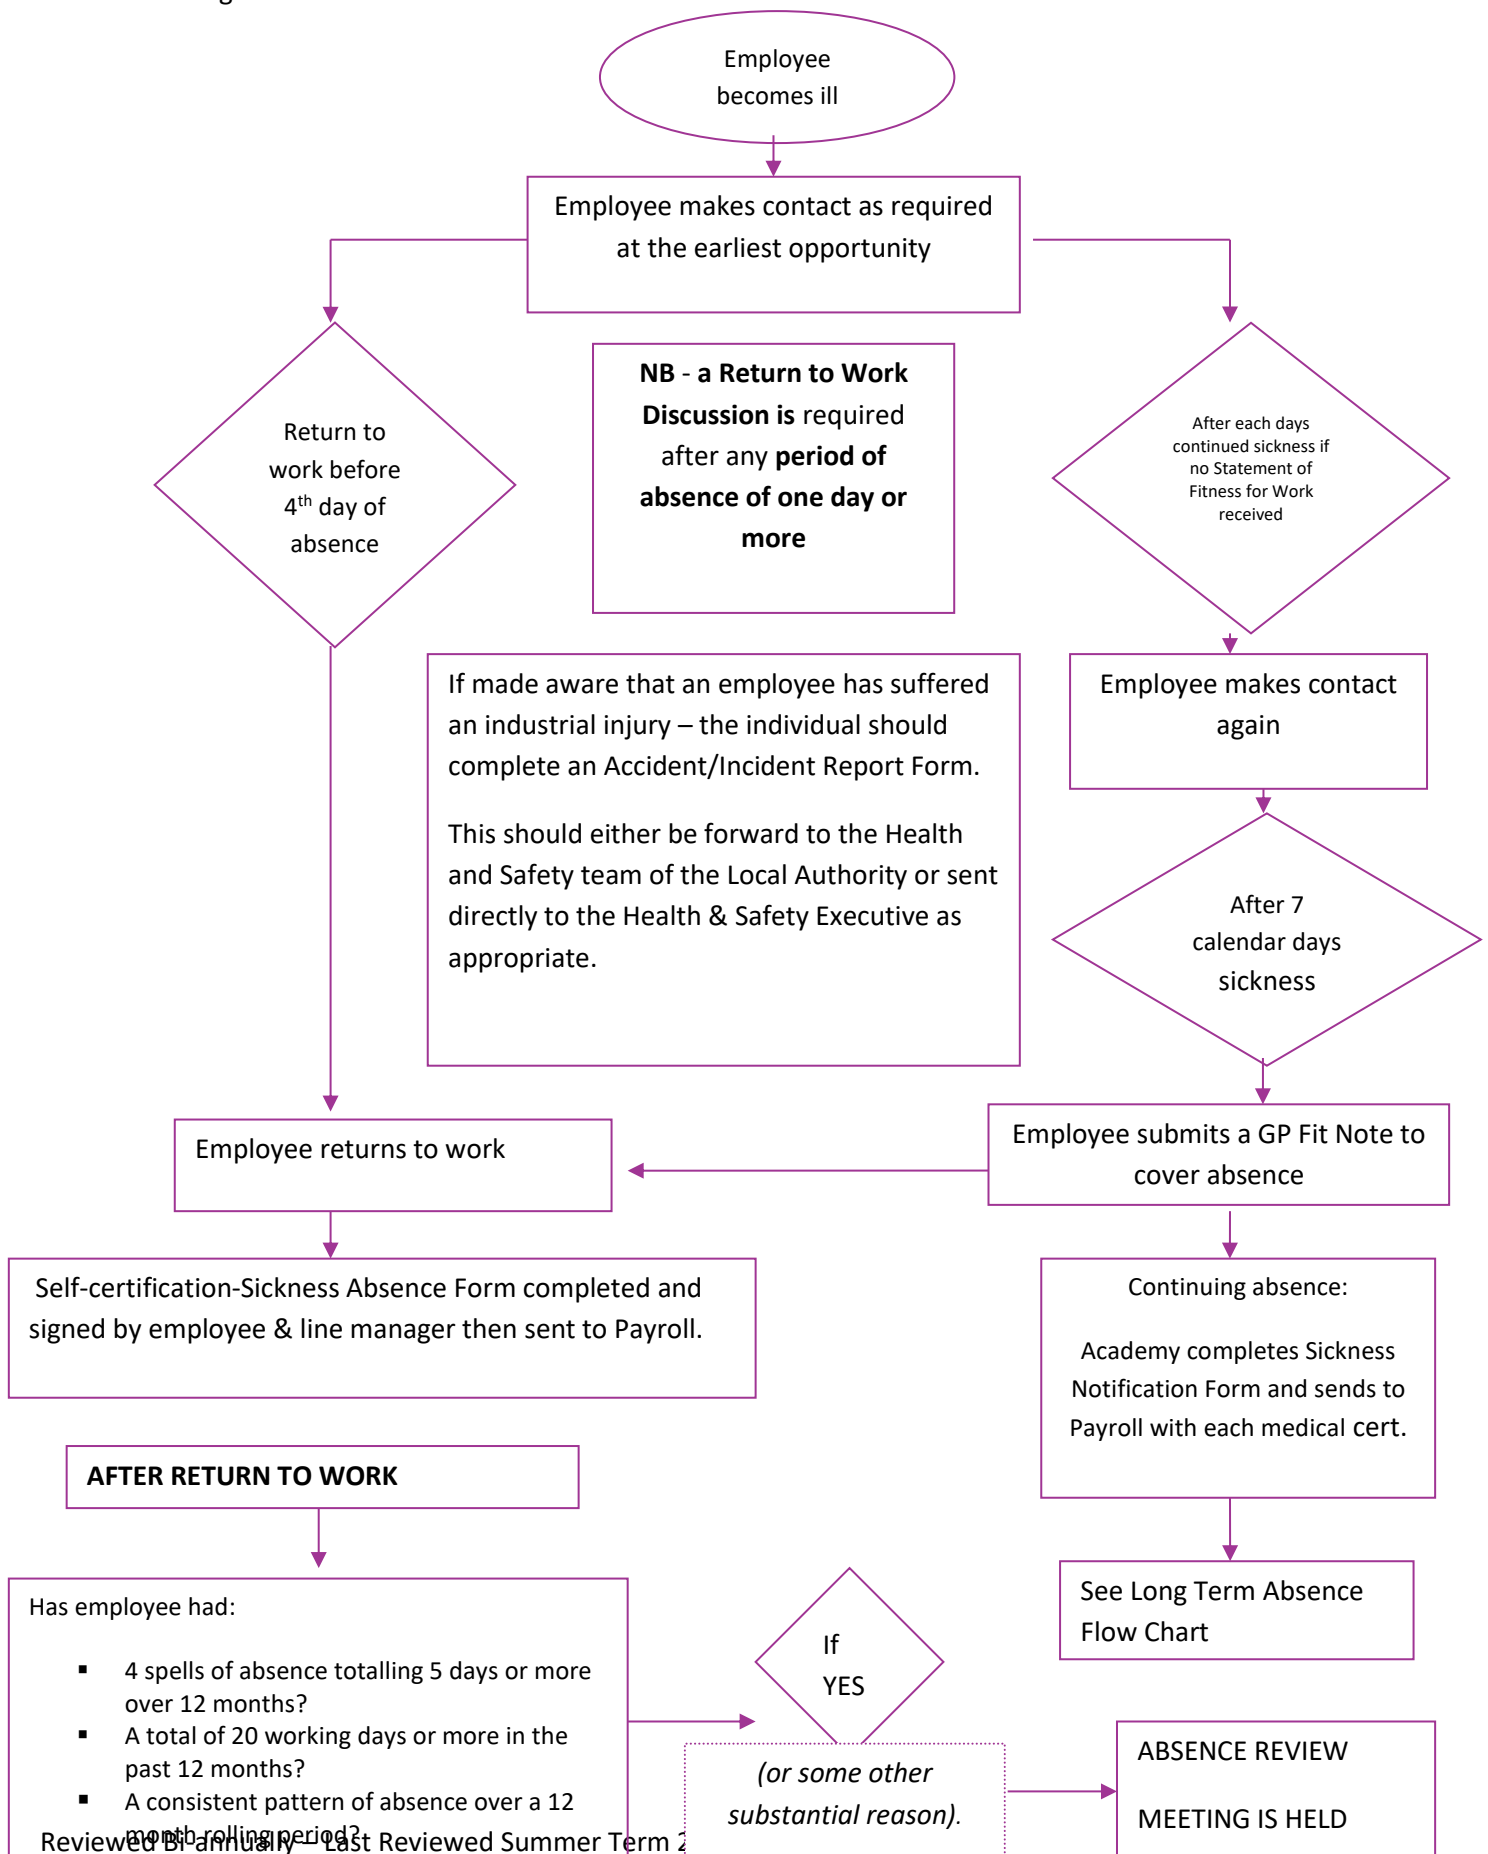 Employee
becomes ill
Employee makes contact as required
at the earliest opportunity
Return to
work before
4th day of
absence
NB - a Return to Work
Discussion is required
after any period of
absence of one day or
more
After each days
continued sickness if
no Statement of
Fitness for Work
received
If made aware that an employee has suffered
an industrial injury – the individual should
complete an Accident/Incident Report Form.
This should either be forward to the Health
and Safety team of the Local Authority or sent
directly to the Health & Safety Executive as
appropriate.
Employee makes contact
again
After 7
calendar days
sickness
Employee returns to work
Employee submits a GP Fit Note to
cover absence
Self-certification-Sickness Absence Form completed and
signed by employee & line manager then sent to Payroll.
Continuing absence:
Academy completes Sickness
Notification Form and sends to
Payroll with each medical cert.
AFTER RETURN TO WORK
See Long Term Absence
Flow Chart
Has employee had:
▪ 4 spells of absence totalling 5 days or more
over 12 months?
▪ A total of 20 working days or more in the
past 12 months?
▪ A consistent pattern of absence over a 12
month rolling period?
If
YES
(or some other
substantial reason).
ABSENCE REVIEW
MEETING IS HELD
Reviewed Bi-annually – Last Reviewed Summer Term